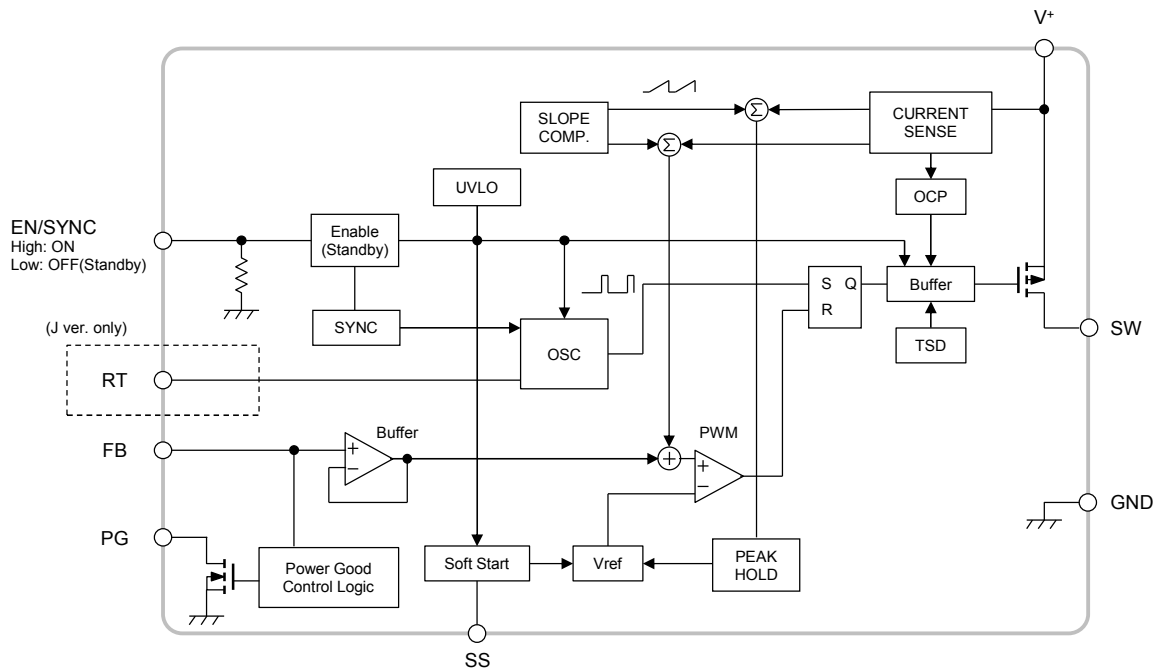 V+
SLOPE
COMP.
Σ
CURRENT
SENSE
Σ
UVLO
OCP
EN/SYNC
High: ON
Low: OFF(Standby)
Enable
(Standby)
S Q
R
Buffer
(J ver. only)
SYNC
OSC
TSD
SW
RT
FB
Buffer
PWM
+
−
+
+
−
GND
PG
Power Good
Control Logic
Soft Start
Vref
PEAK
HOLD
SS